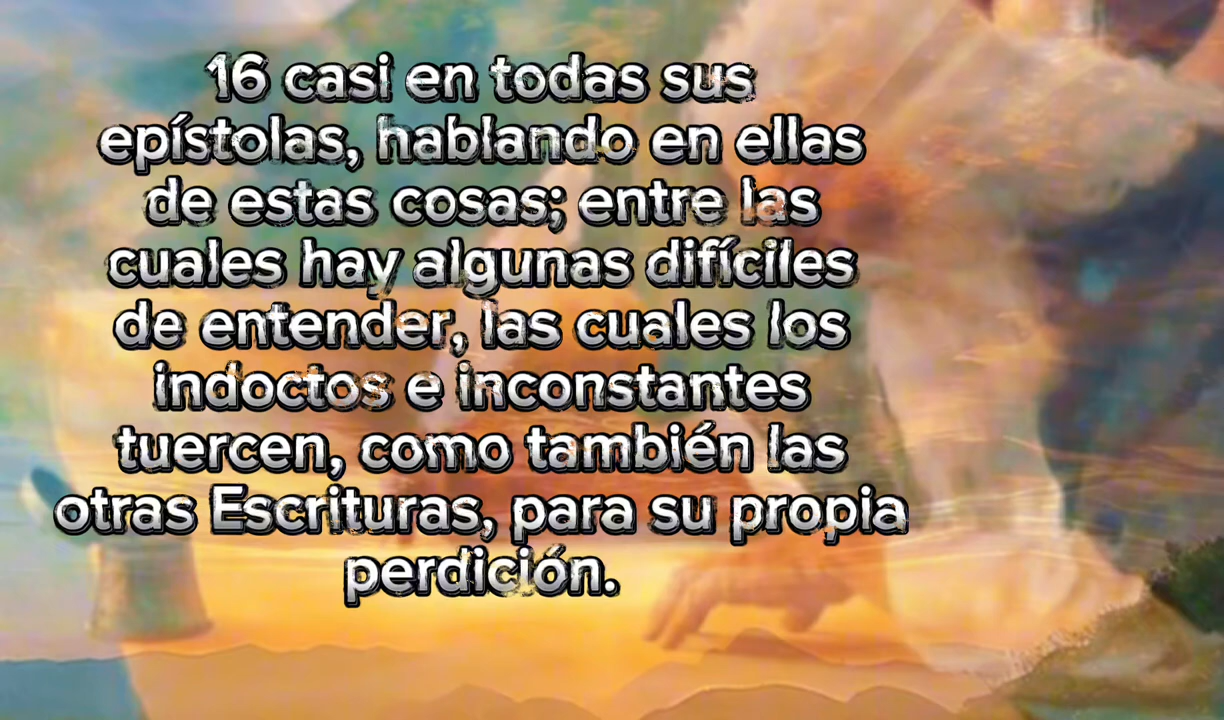 16 casi en todas sus
epístolas, hablando en ellas
de estas cosas; entre las
cuales hay algunas difíciles
de entender, las cuales los
indoctos e inconstantes
tuercen, como también las
otras Escrituras, para su propia
perdición.